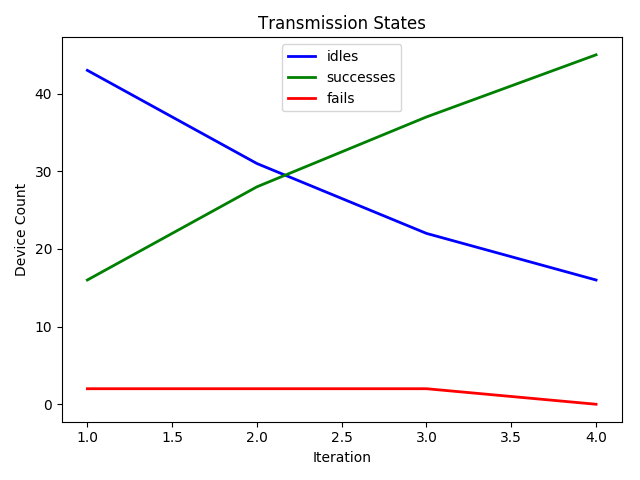 Transmission States
idles
successes
fails
Device Count
40
30
20
10
0
1.0 1.5 2.0 2.5 3.0 3.5 4.0
Iteration